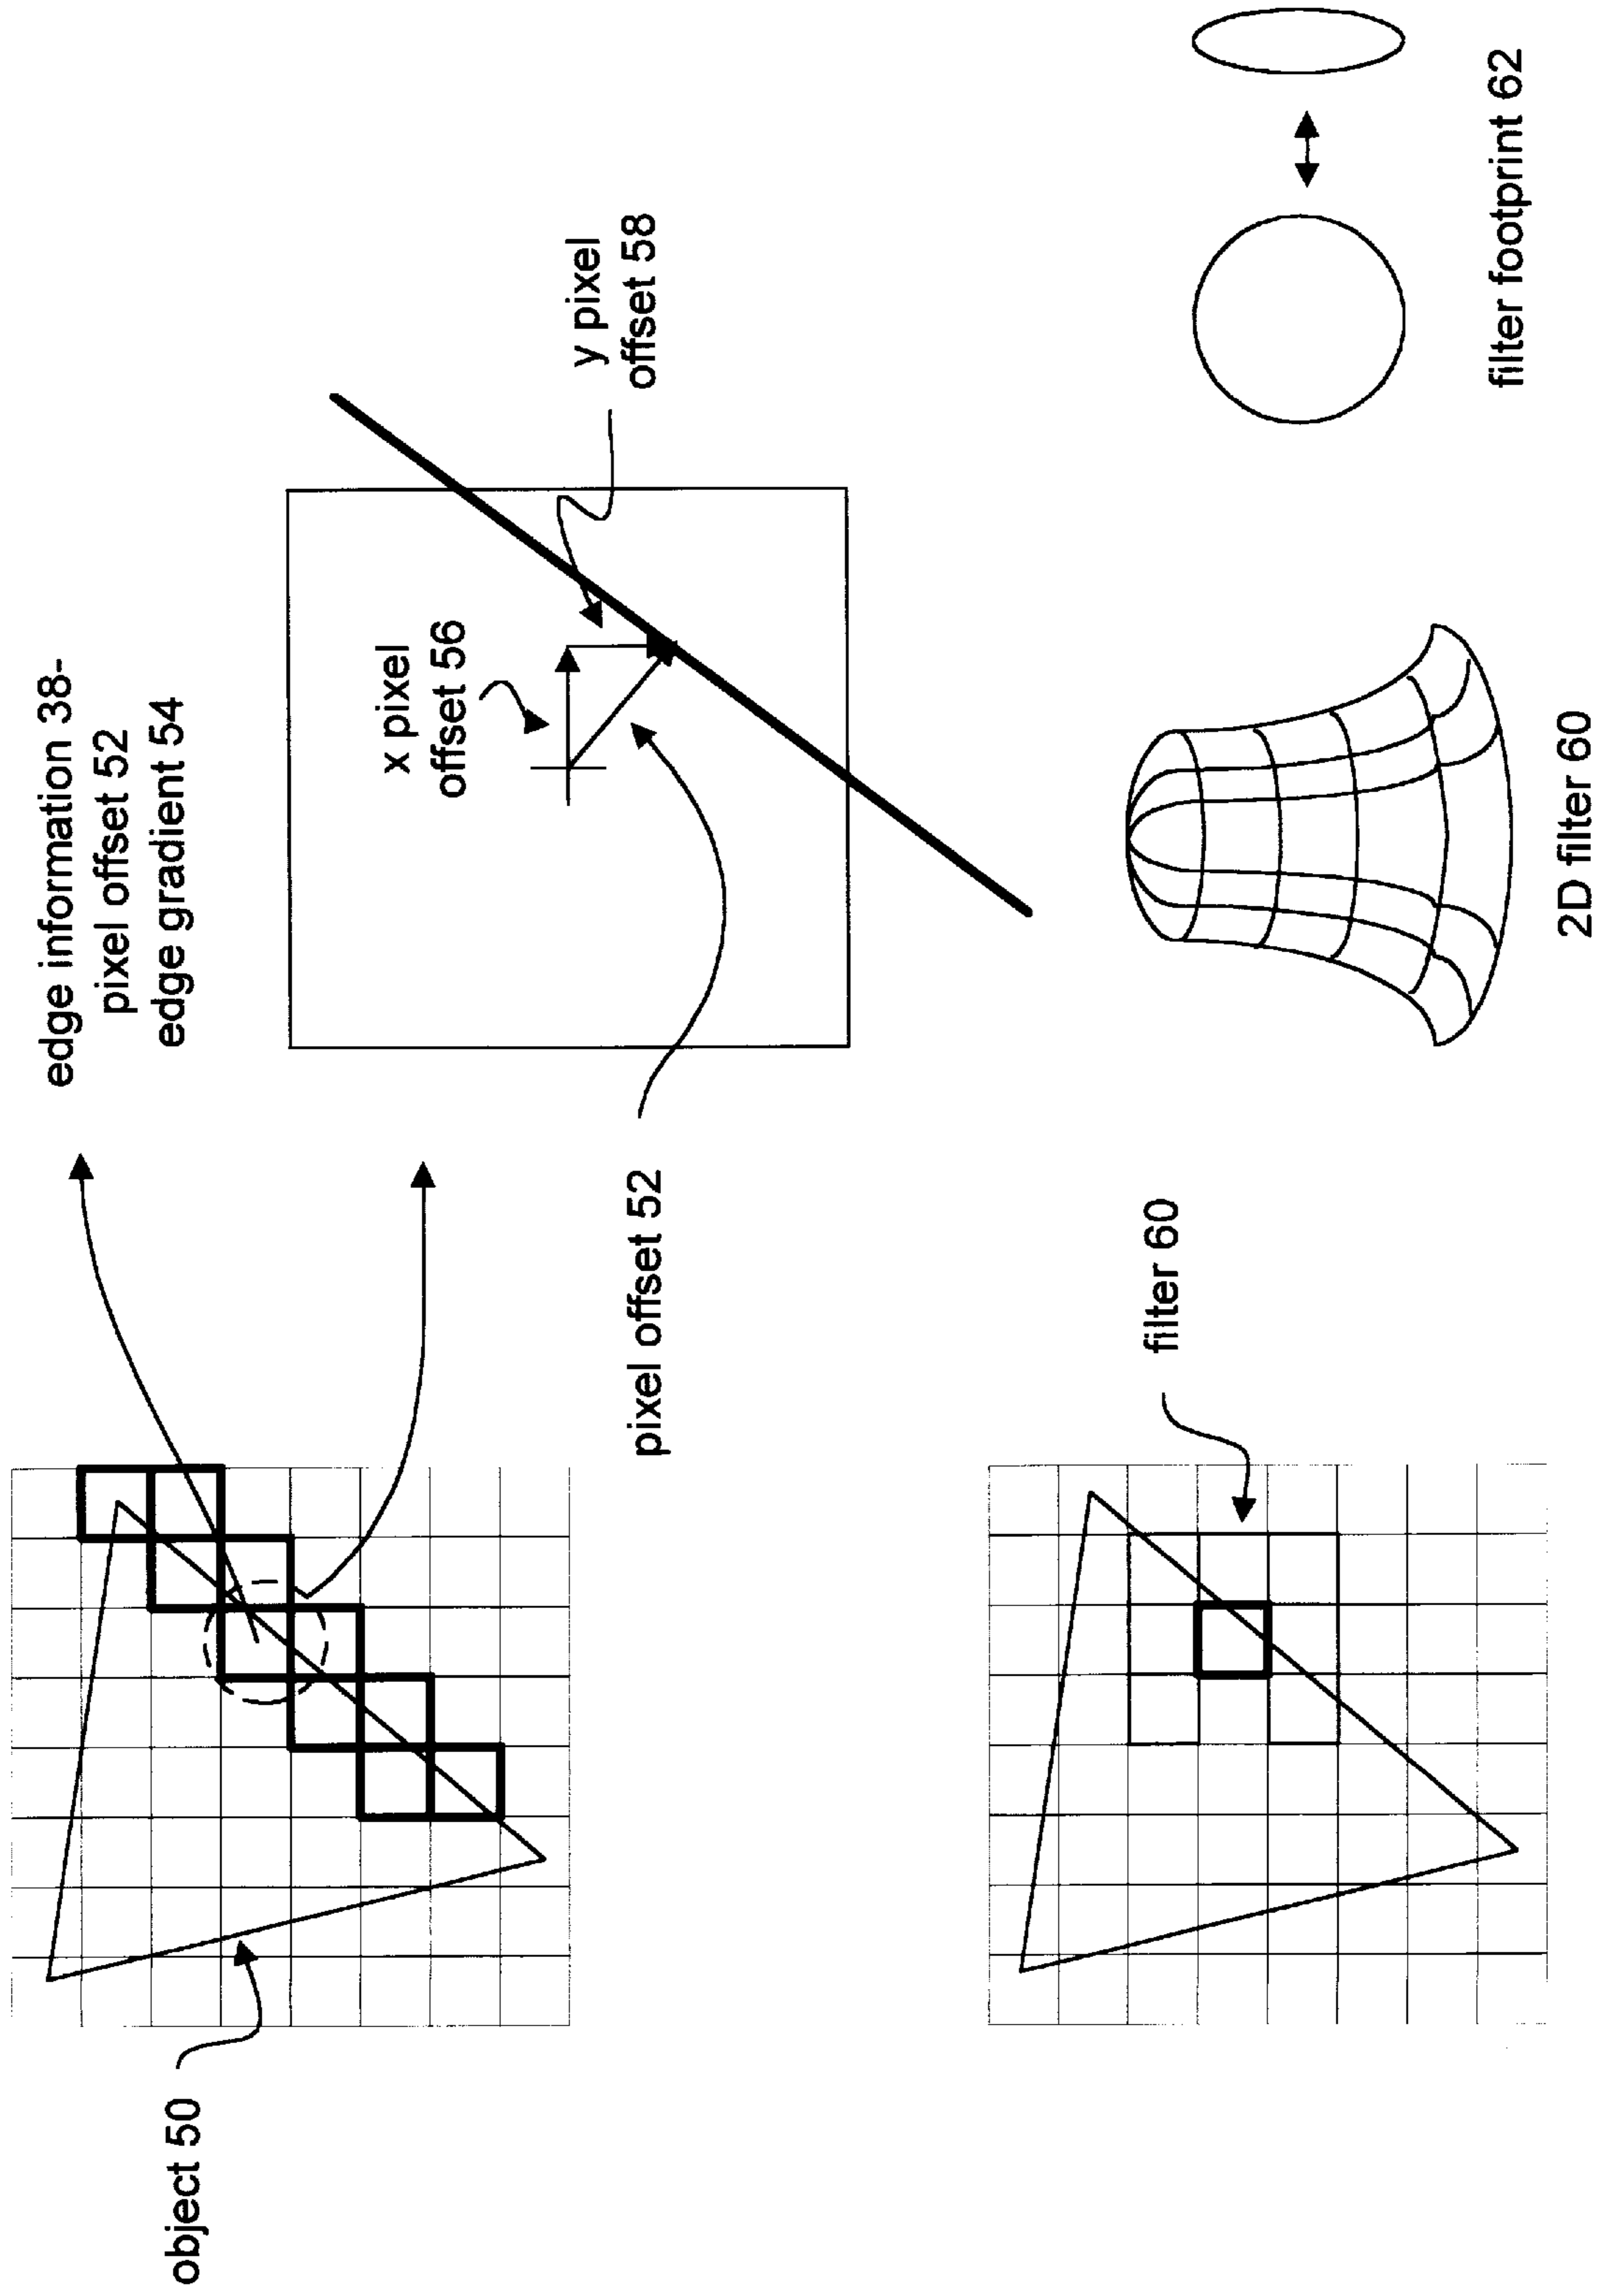 object 50
edge information 38-
pixel offset 52
edge gradient 54
x pixel
offset 56
y pixel
offset 58
pixel offset 52
filter 60
2D filter 60
filter footprint 62